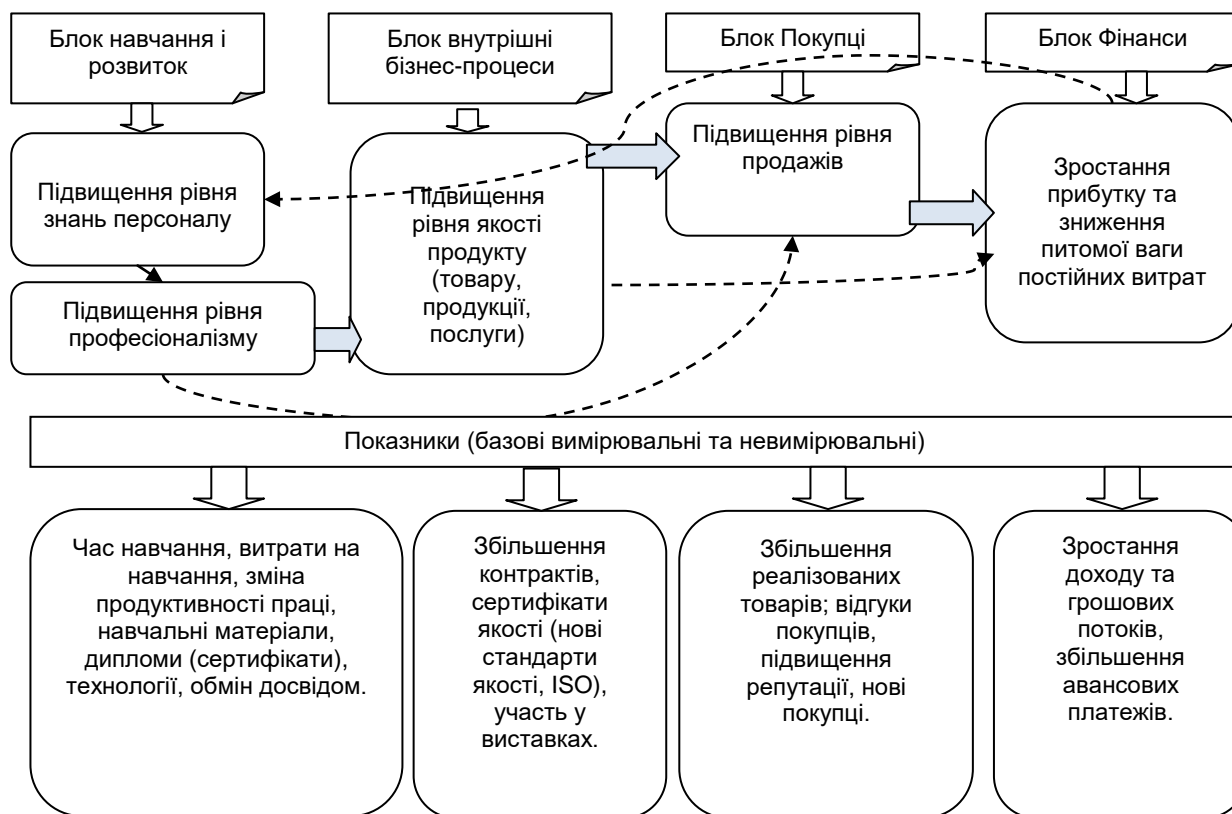 Блок навчання і
розвиток
Блок внутрішні
бізнес-процеси
Блок Покупці
Блок Фінанси
Підвищення рівня
знань персоналу
Підвищення рівня
професіоналізму
Підвищення
рівня якості
продукту
(товару,
продукції,
послуги)
Підвищення рівня
продажів
Зростання
прибутку та
зниження
питомої ваги
постійних витрат
Показники (базові вимірювальні та невимірювальні)
Час навчання, витрати на
навчання, зміна
продуктивності праці,
навчальні матеріали,
дипломи (сертифікати),
технології, обмін досвідом.
Збільшення
контрактів,
сертифікати
якості (нові
стандарти
якості, ISO),
участь у
виставках.
Збільшення
реалізованих
товарів; відгуки
покупців,
підвищення
репутації, нові
покупці.
Зростання
доходу та
грошових
потоків,
збільшення
авансових
платежів.